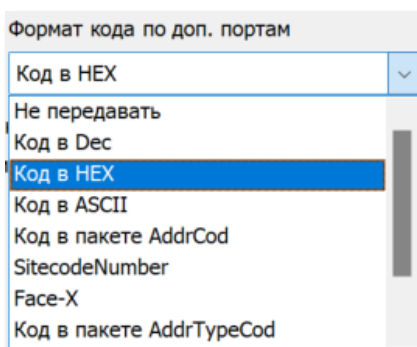 Формат кода по доп. портам
Код в HEX
Не передавать
Код в Dec
Код в HEX
Код в ASCII
Код в пакете AddrCod
SitecodeNumber
Face-X
Код в пакете AddrTypeCod